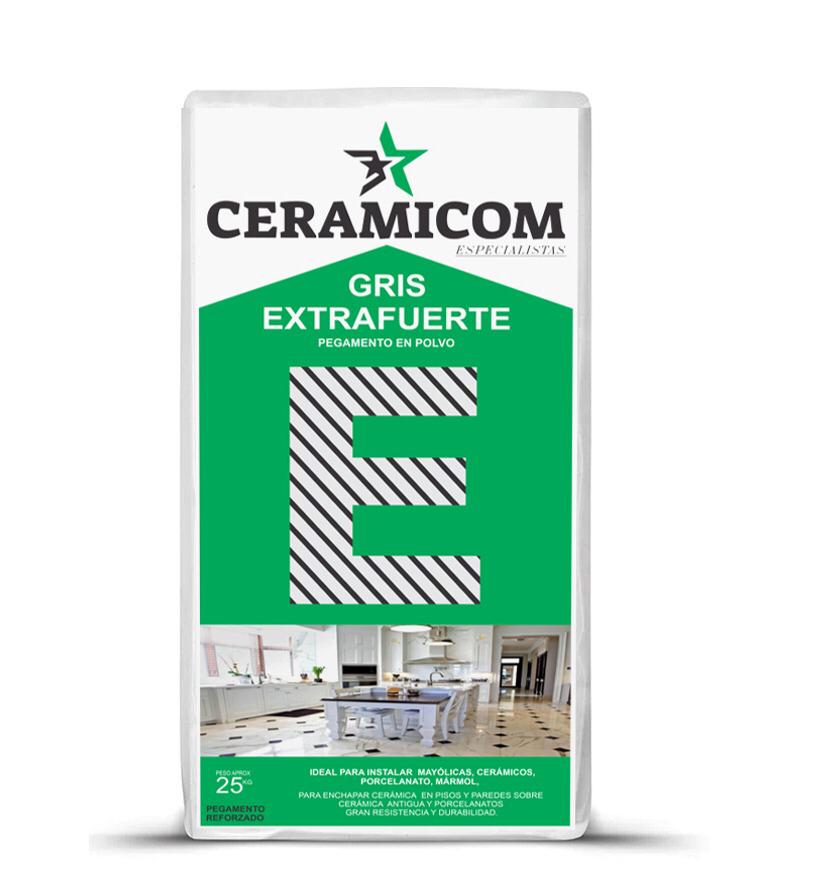 CERAMICOM
ESPECIALISTAS
GRIS
EXTRAFUERTE
PEGAMENTO EN POLVO
E
PESO APROX
25KG
PEGAMENTO
REFORZADO
IDEAL PARA INSTALAR MAYÓLICAS, CERÁMICOS,
PORCELANATO, MÁRMOL,
PARA ENCHAPAR CERÁMICA EN PISOS Y PAREDES SOBRE
CERÁMICA ANTIGUA Y PORCELANATOS
GRAN RESISTENCIA Y DURABILIDAD.